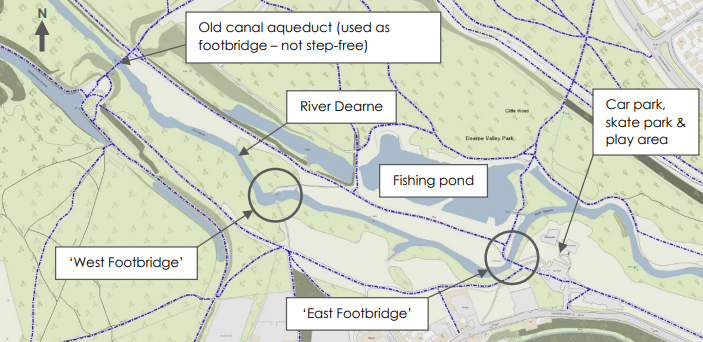 Old canal aqueduct (used as
footbridge – not step-free)
N
River Dearne
Car park,
skate park &
play area
Cliffe Wood
Dearne Valley Park
Fishing pond
'West Footbridge'
'East Footbridge'